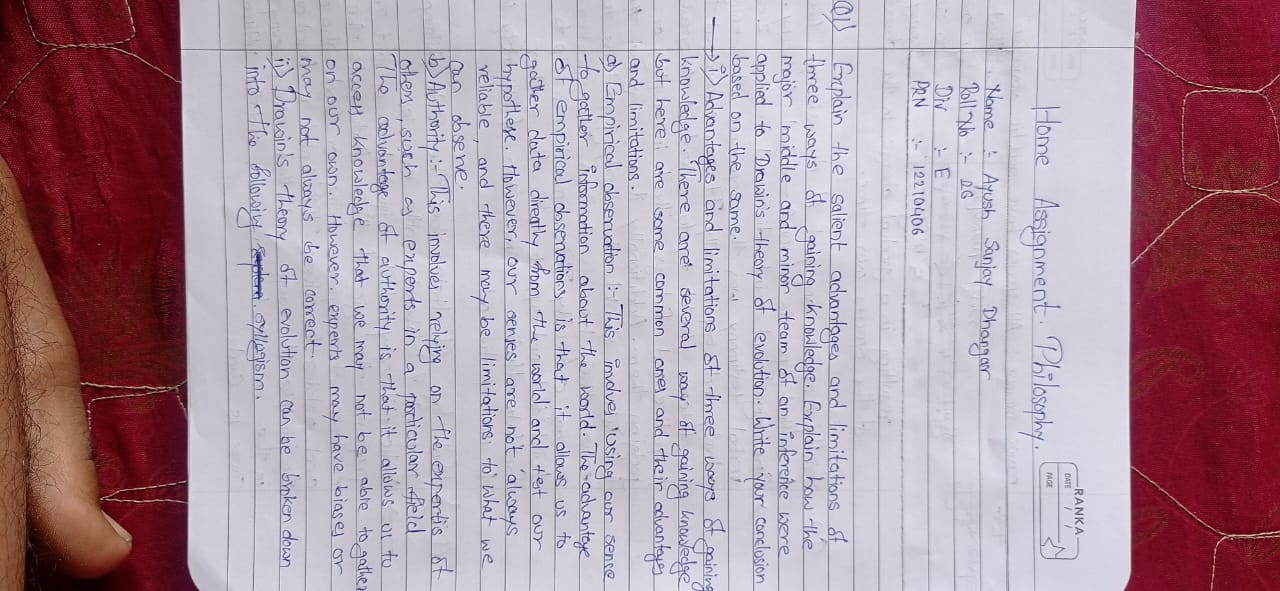 RANKA
DATE / /
PAGE
Home Assignment. Philosophy.
Name :- Ayush Sanjay Dhangar
Roll No :- 26
Div :- E
PRN :- 12210406
Q1) Explain the salient advantages and limitations of
three ways of gaining knowledge. Explain how the
major middle and minor team of an inference were
applied to Drawin's theory of evolution. Write your conclusion
based on the same.
→ i) Advantages and limitations of three ways of gaining
knowledge. There are several way of gaining knowledge
but here are some common ones and their advantages
and limitations.
a) Empirical observation :- This involves using our sense
to gather information about the world. The advantage
of empirical observations is that it allows us to
gather data directly from the world and test our
hypothese. However, our senses are not always
reliable, and there may be limitations to what we
can observe.
b) Authority :- This involves relying on the expertis of
others, such as experts in a particular field
The advantage of authority is that it allows us to
access knowledge that we may not be able to gather
on our own. However experts may have biases or
may not always be correct.
ii) Drawin's theory of evolution can be broken down
into the following syllogism.